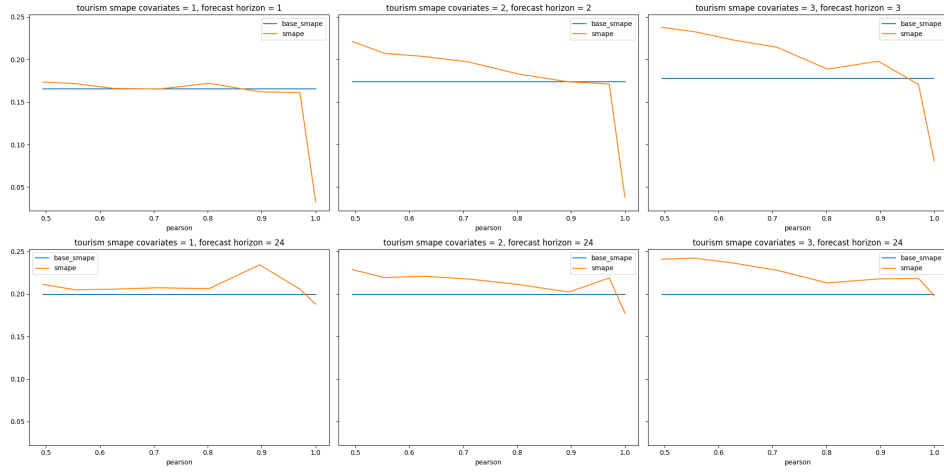 tourism smape covariates = 1, forecast horizon = 1
0.25
0.20
0.15
0.10
0.05
base_smape
smape
0.5 0.6 0.7 0.8 0.9 1.0
pearson
tourism smape covariates = 2, forecast horizon = 2
base_smape
smape
0.5 0.6 0.7 0.8 0.9 1.0
pearson
tourism smape covariates = 3, forecast horizon = 3
base_smape
smape
0.5 0.6 0.7 0.8 0.9 1.0
pearson
tourism smape covariates = 1, forecast horizon = 24
0.25
0.20
0.15
0.10
0.05
base_smape
smape
0.5 0.6 0.7 0.8 0.9 1.0
pearson
tourism smape covariates = 2, forecast horizon = 24
base_smape
smape
0.5 0.6 0.7 0.8 0.9 1.0
pearson
tourism smape covariates = 3, forecast horizon = 24
base_smape
smape
0.5 0.6 0.7 0.8 0.9 1.0
pearson